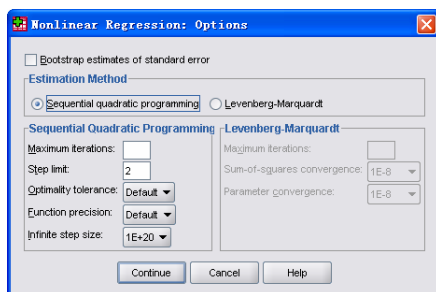 Nonlinear Regression: Options
Bootstrap estimates of standard error
Estimation Method
Sequential quadratic programming
Levenberg-Marquardt
Sequential Quadratic Programming
Maximum iterations:
Step limit: 2
Optimality tolerance: Default
Function precision: Default
Infinite step size: 1E+20
Levenberg-Marquardt
Maximum iterations:
Sum-of-squares convergence: 1E-8
Parameter convergence: 1E-8
Continue Cancel Help